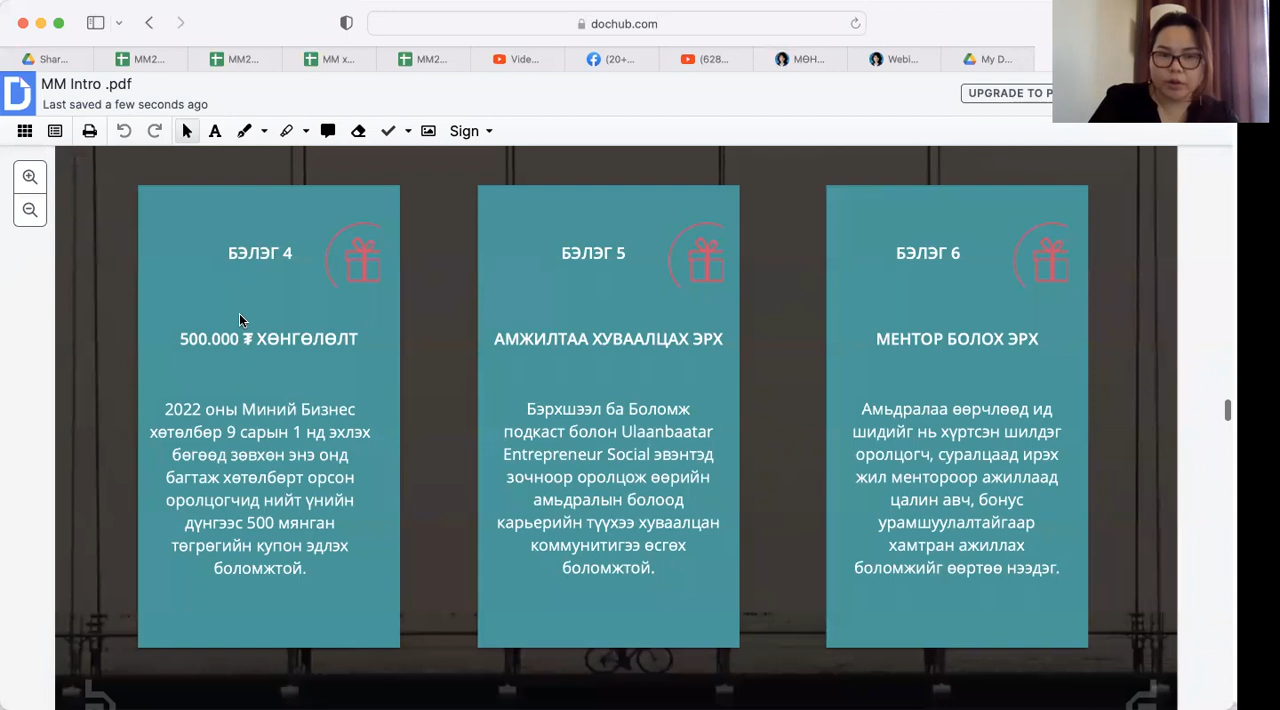 dochub.com
Shar...
MM2...
MM2...
MM x...
MM2...
Vide...
(20+...
(628...
МӨН...
Webi...
My D...
MM Intro .pdf
Last saved a few seconds ago
UPGRADE TO P
A
Sign
БЭЛЭГ 4
500.000 ₮ ХӨНГӨЛӨЛТ
2022 оны Миний Бизнес
хөтөлбөр 9 сарын 1 нд эхлэх
бөгөөд зөвхөн энэ онд
багтаж хөтөлбөрт орсон
оролцогчид нийт үнийн
дүнгээс 500 мянган
төгрөгийн купон эдлэх
боломжтой.
БЭЛЭГ 5
АМЖИЛТАА ХУВААЛЦАХ ЭРХ
Бэрхшээл ба Боломж
подкаст болон Ulaanbaatar
Entrepreneur Social эвэнтэд
зочноор оролцож өөрийн
амьдралын болоод
карьерийн түүхээ хуваалцан
коммунитигээ өсгөх
боломжтой.
БЭЛЭГ 6
МЕНТОР БОЛОХ ЭРХ
Амьдралаа өөрчлөөд ид
шидийг нь хүртсэн шилдэг
оролцогч, суралцаад ирэх
жил ментороор ажиллаад
цалин авч, бонус
урамшуулалтайгаар
хамтран ажиллах
боломжийг өөртөө нээдэг.